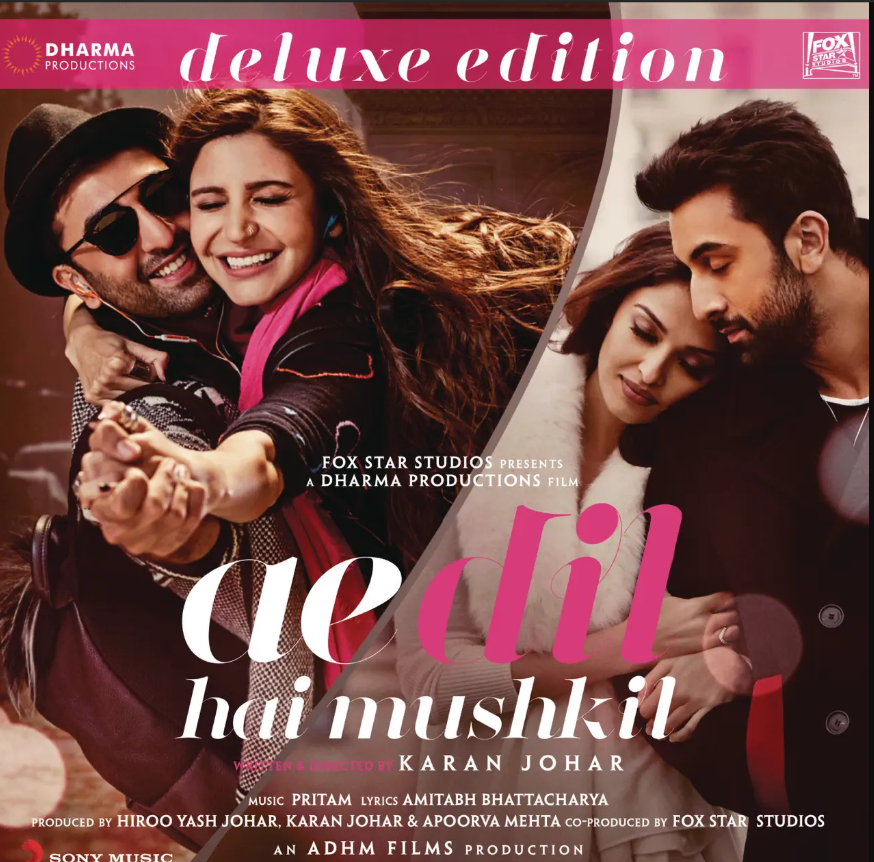 DHARMA
PRODUCTIONS
deluxe edition
FOX
STAR
STUDIOS
FOX STAR STUDIOS PRESENTS
A DHARMA PRODUCTIONS FILM
ae dil
hai mushkil
WRITTEN & DIRECTED BY KARAN JOHAR
MUSIC PRITAM LYRICS AMITABH BHATTACHARYA
PRODUCED BY HIROO YASH JOHAR, KARAN JOHAR & APOORVA MEHTA CO-PRODUCED BY FOX STAR STUDIOS
AN ADHM FILMS PRODUCTION
SONY MUSIC